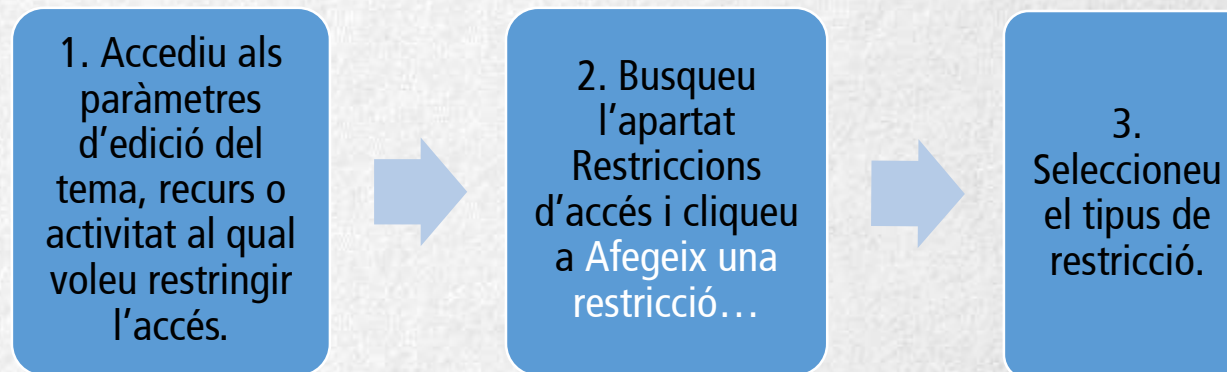 1. Accediu als
paràmetres
d’edició del
tema, recurs o
activitat al qual
voleu restringir
l’accés.
2. Busqueu
l’apartat
Restriccions
d’accés i cliqueu
a Afegeix una
restricció…
3.
Seleccioneu
el tipus de
restricció.